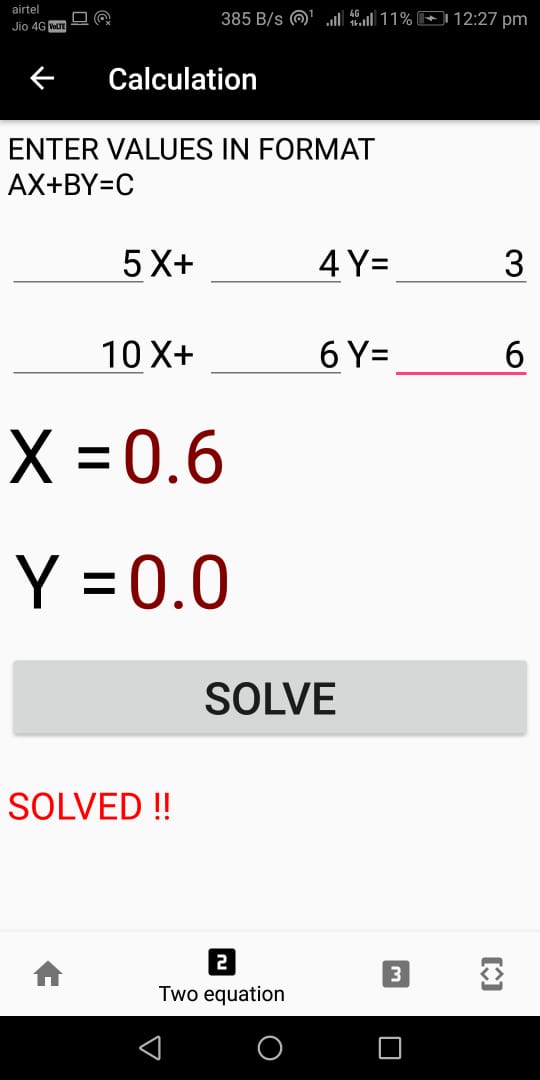 airtel
Jio 4G VoLTE
385 B/s 1 4G 11% 12:27 pm
Calculation
ENTER VALUES IN FORMAT
AX+BY=C
5 X+ 4 Y= 3
10 X+ 6 Y= 6
X =0.6
Y =0.0
SOLVE
SOLVED !!
2 3
Two equation